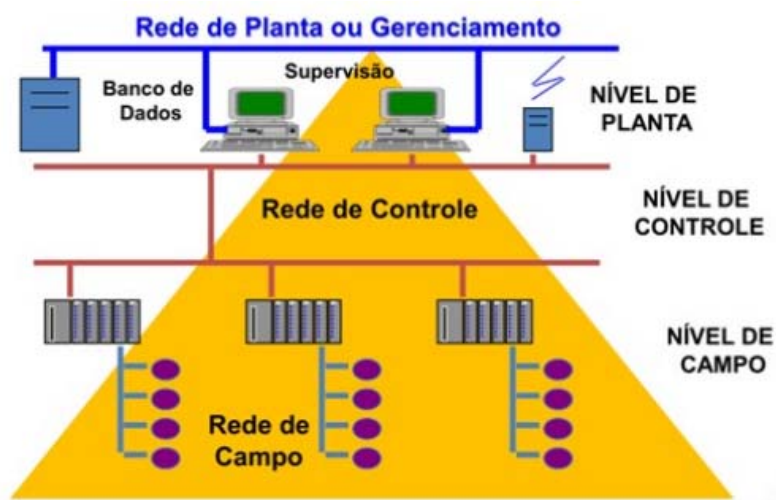 Rede de Planta ou Gerenciamento
Supervisão
Banco de
Dados
NÍVEL DE
PLANTA
Rede de Controle
NÍVEL DE
CONTROLE
NÍVEL DE
CAMPO
Rede de
Campo